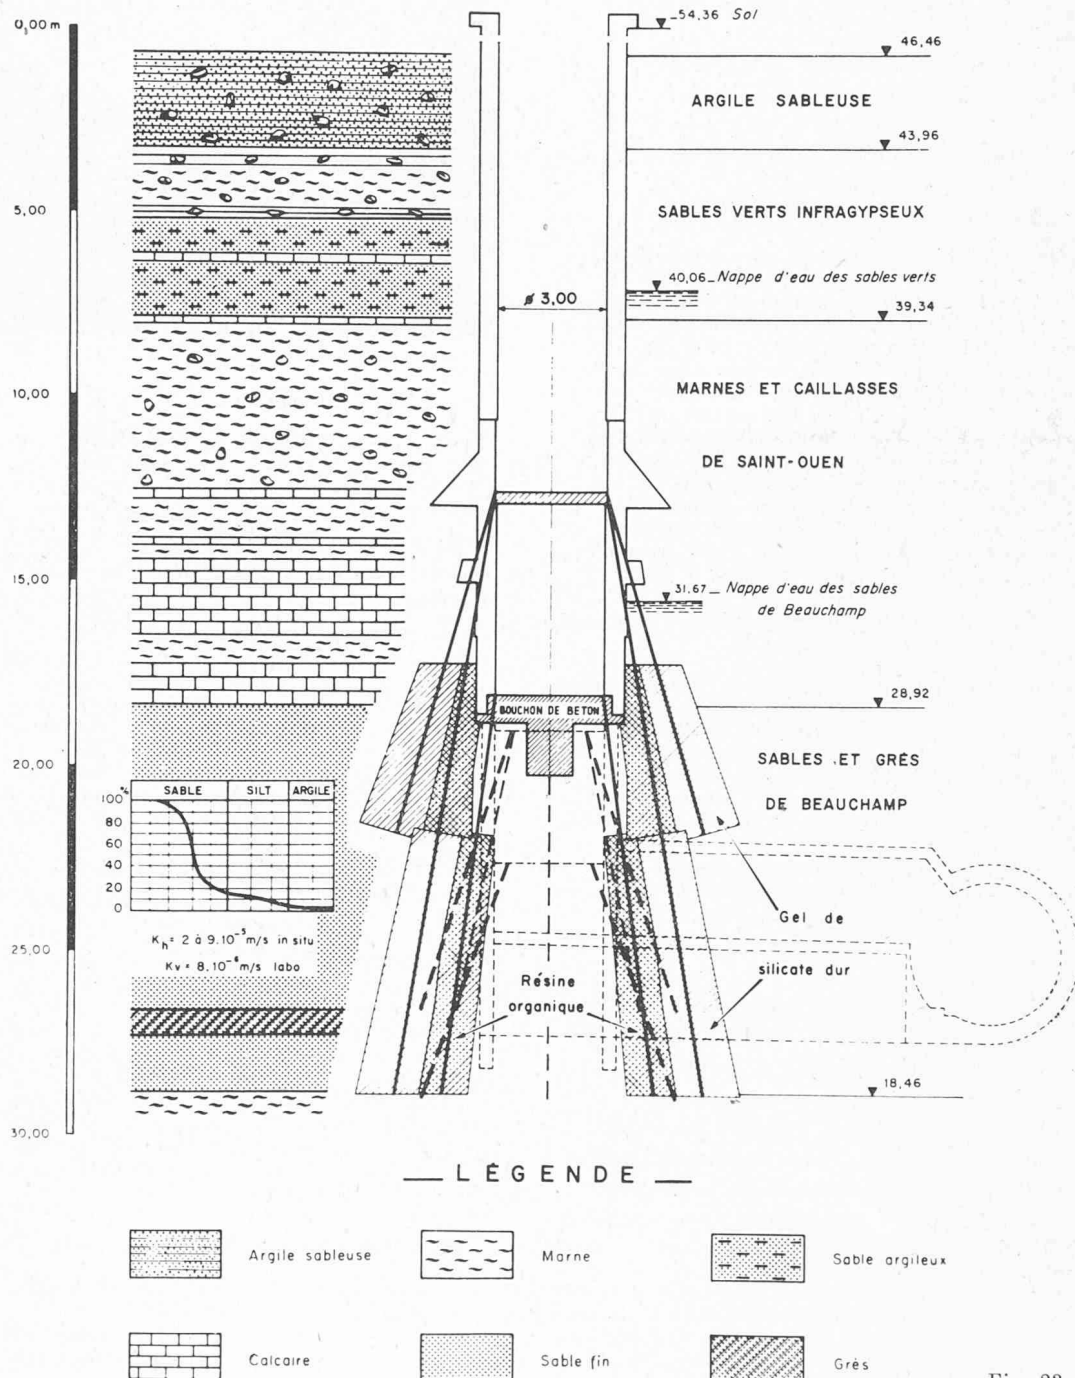 0,00 m
5,00
10,00
15,00
20,00
25,00
30,00
54,36 Sol
46,46
ARGILE SABLEUSE
43,96
SABLES VERTS INFRAGYPSEUX
40,06 _ Nappe d'eau des sables verts
39,34
ø 3,00
MARNES ET CAILLASSES
DE SAINT-OUEN
31,67 _ Nappe d'eau des sables
de Beauchamp
28,92
BOUCHON DE BÉTON
SABLES ET GRÈS
DE BEAUCHAMP
SABLE SILT ARGILE
%
100
80
60
40
20
0
Kh = 2 à 9.10⁻⁵ m/s in situ
Kv = 8.10⁻⁶ m/s labo
Gel de
silicate dur
Résine
organique
18,46
__ LÉGENDE __
Argile sableuse
Marne
Sable argileux
Calcaire
Sable fin
Grès